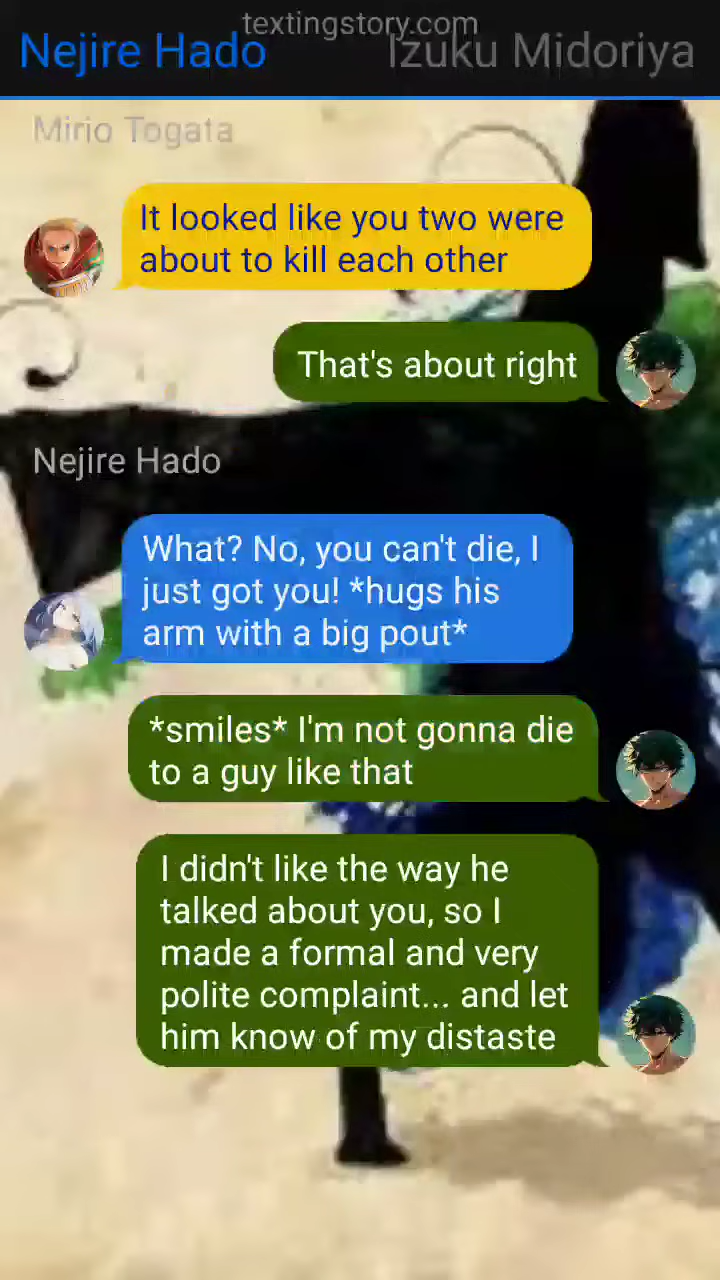 textingstory.com
Nejire Hado
Izuku Midoriya
Mirio Togata
It looked like you two were
about to kill each other
That's about right
Nejire Hado
What? No, you can't die, I
just got you! *hugs his
arm with a big pout*
*smiles* I'm not gonna die
to a guy like that
I didn't like the way he
talked about you, so I
made a formal and very
polite complaint... and let
him know of my distaste